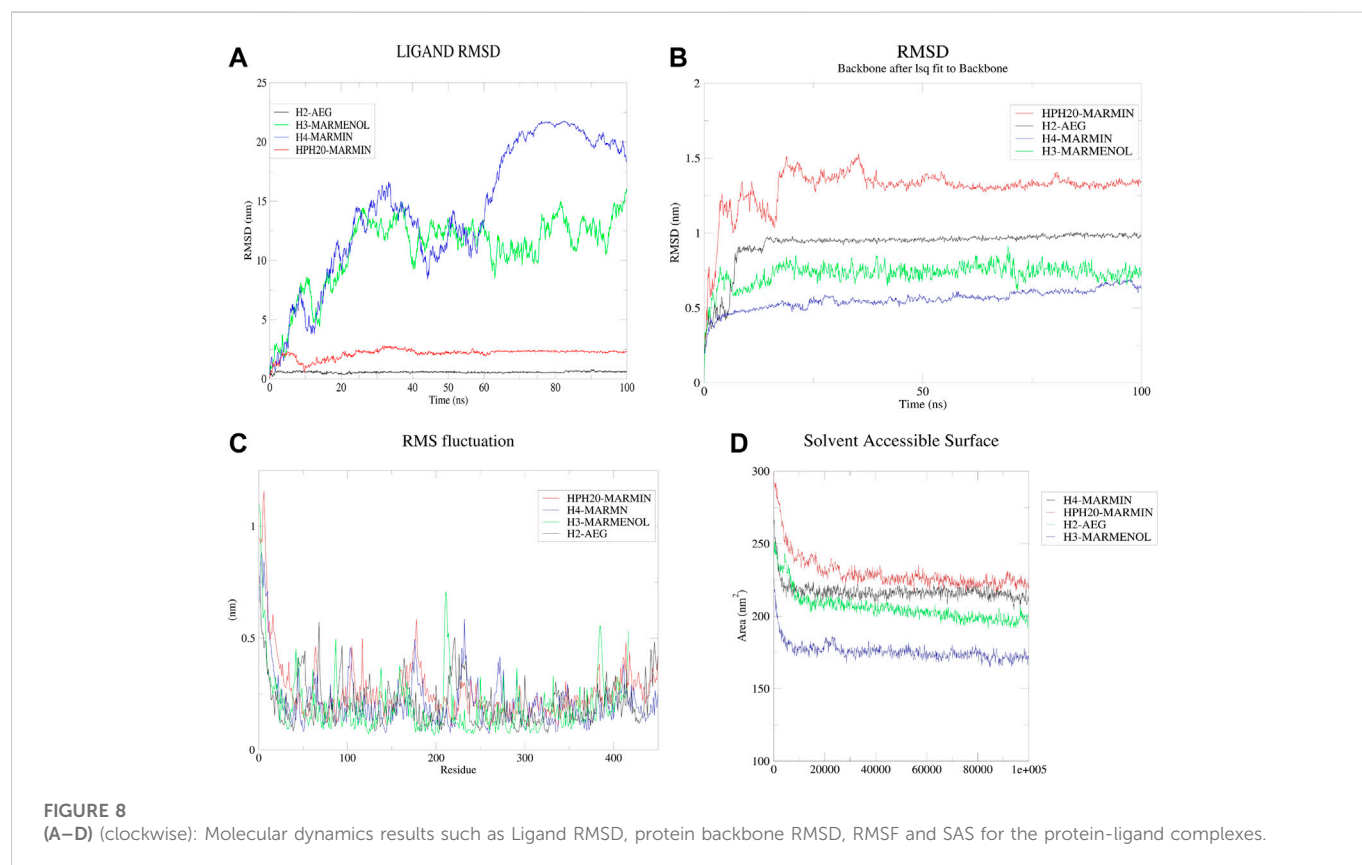 A
LIGAND RMSD
25
20
15
10
5
0
RMSD (nm)
H2-AEG
H3-MARMENOL
H4-MARMIN
HPH20-MARMIN
0 20 40 60 80 100
Time (ns)
B
RMSD
Backbone after lsq fit to Backbone
2
1.5
1
0.5
0
RMSD (nm)
HPH20-MARMIN
H2-AEG
H4-MARMIN
H3-MARMENOL
0 50 100
Time (ns)
C
RMS fluctuation
1
0.5
0
(nm)
HPH20-MARMIN
H4-MARMN
H3-MARMENOL
H2-AEG
0 100 200 300 400
Residue
D
Solvent Accessible Surface
300
250
200
150
100
Area (nm²)
H4-MARMIN
HPH20-MARMIN
H2-AEG
H3-MARMENOL
0 20000 40000 60000 80000 1e+005
FIGURE 8
(A–D) (clockwise): Molecular dynamics results such as Ligand RMSD, protein backbone RMSD, RMSF and SAS for the protein-ligand complexes.